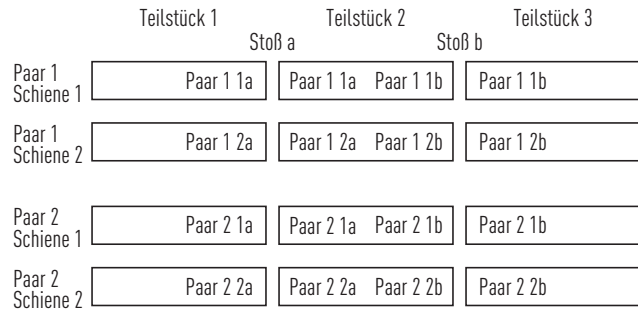 Teilstück 1 Teilstück 2 Teilstück 3
Stoß a Stoß b
Paar 1
Schiene 1
Paar 1 1a Paar 1 1a Paar 1 1b Paar 1 1b
Paar 1
Schiene 2
Paar 1 2a Paar 1 2a Paar 1 2b Paar 1 2b
Paar 2
Schiene 1
Paar 2 1a Paar 2 1a Paar 2 1b Paar 2 1b
Paar 2
Schiene 2
Paar 2 2a Paar 2 2a Paar 2 2b Paar 2 2b